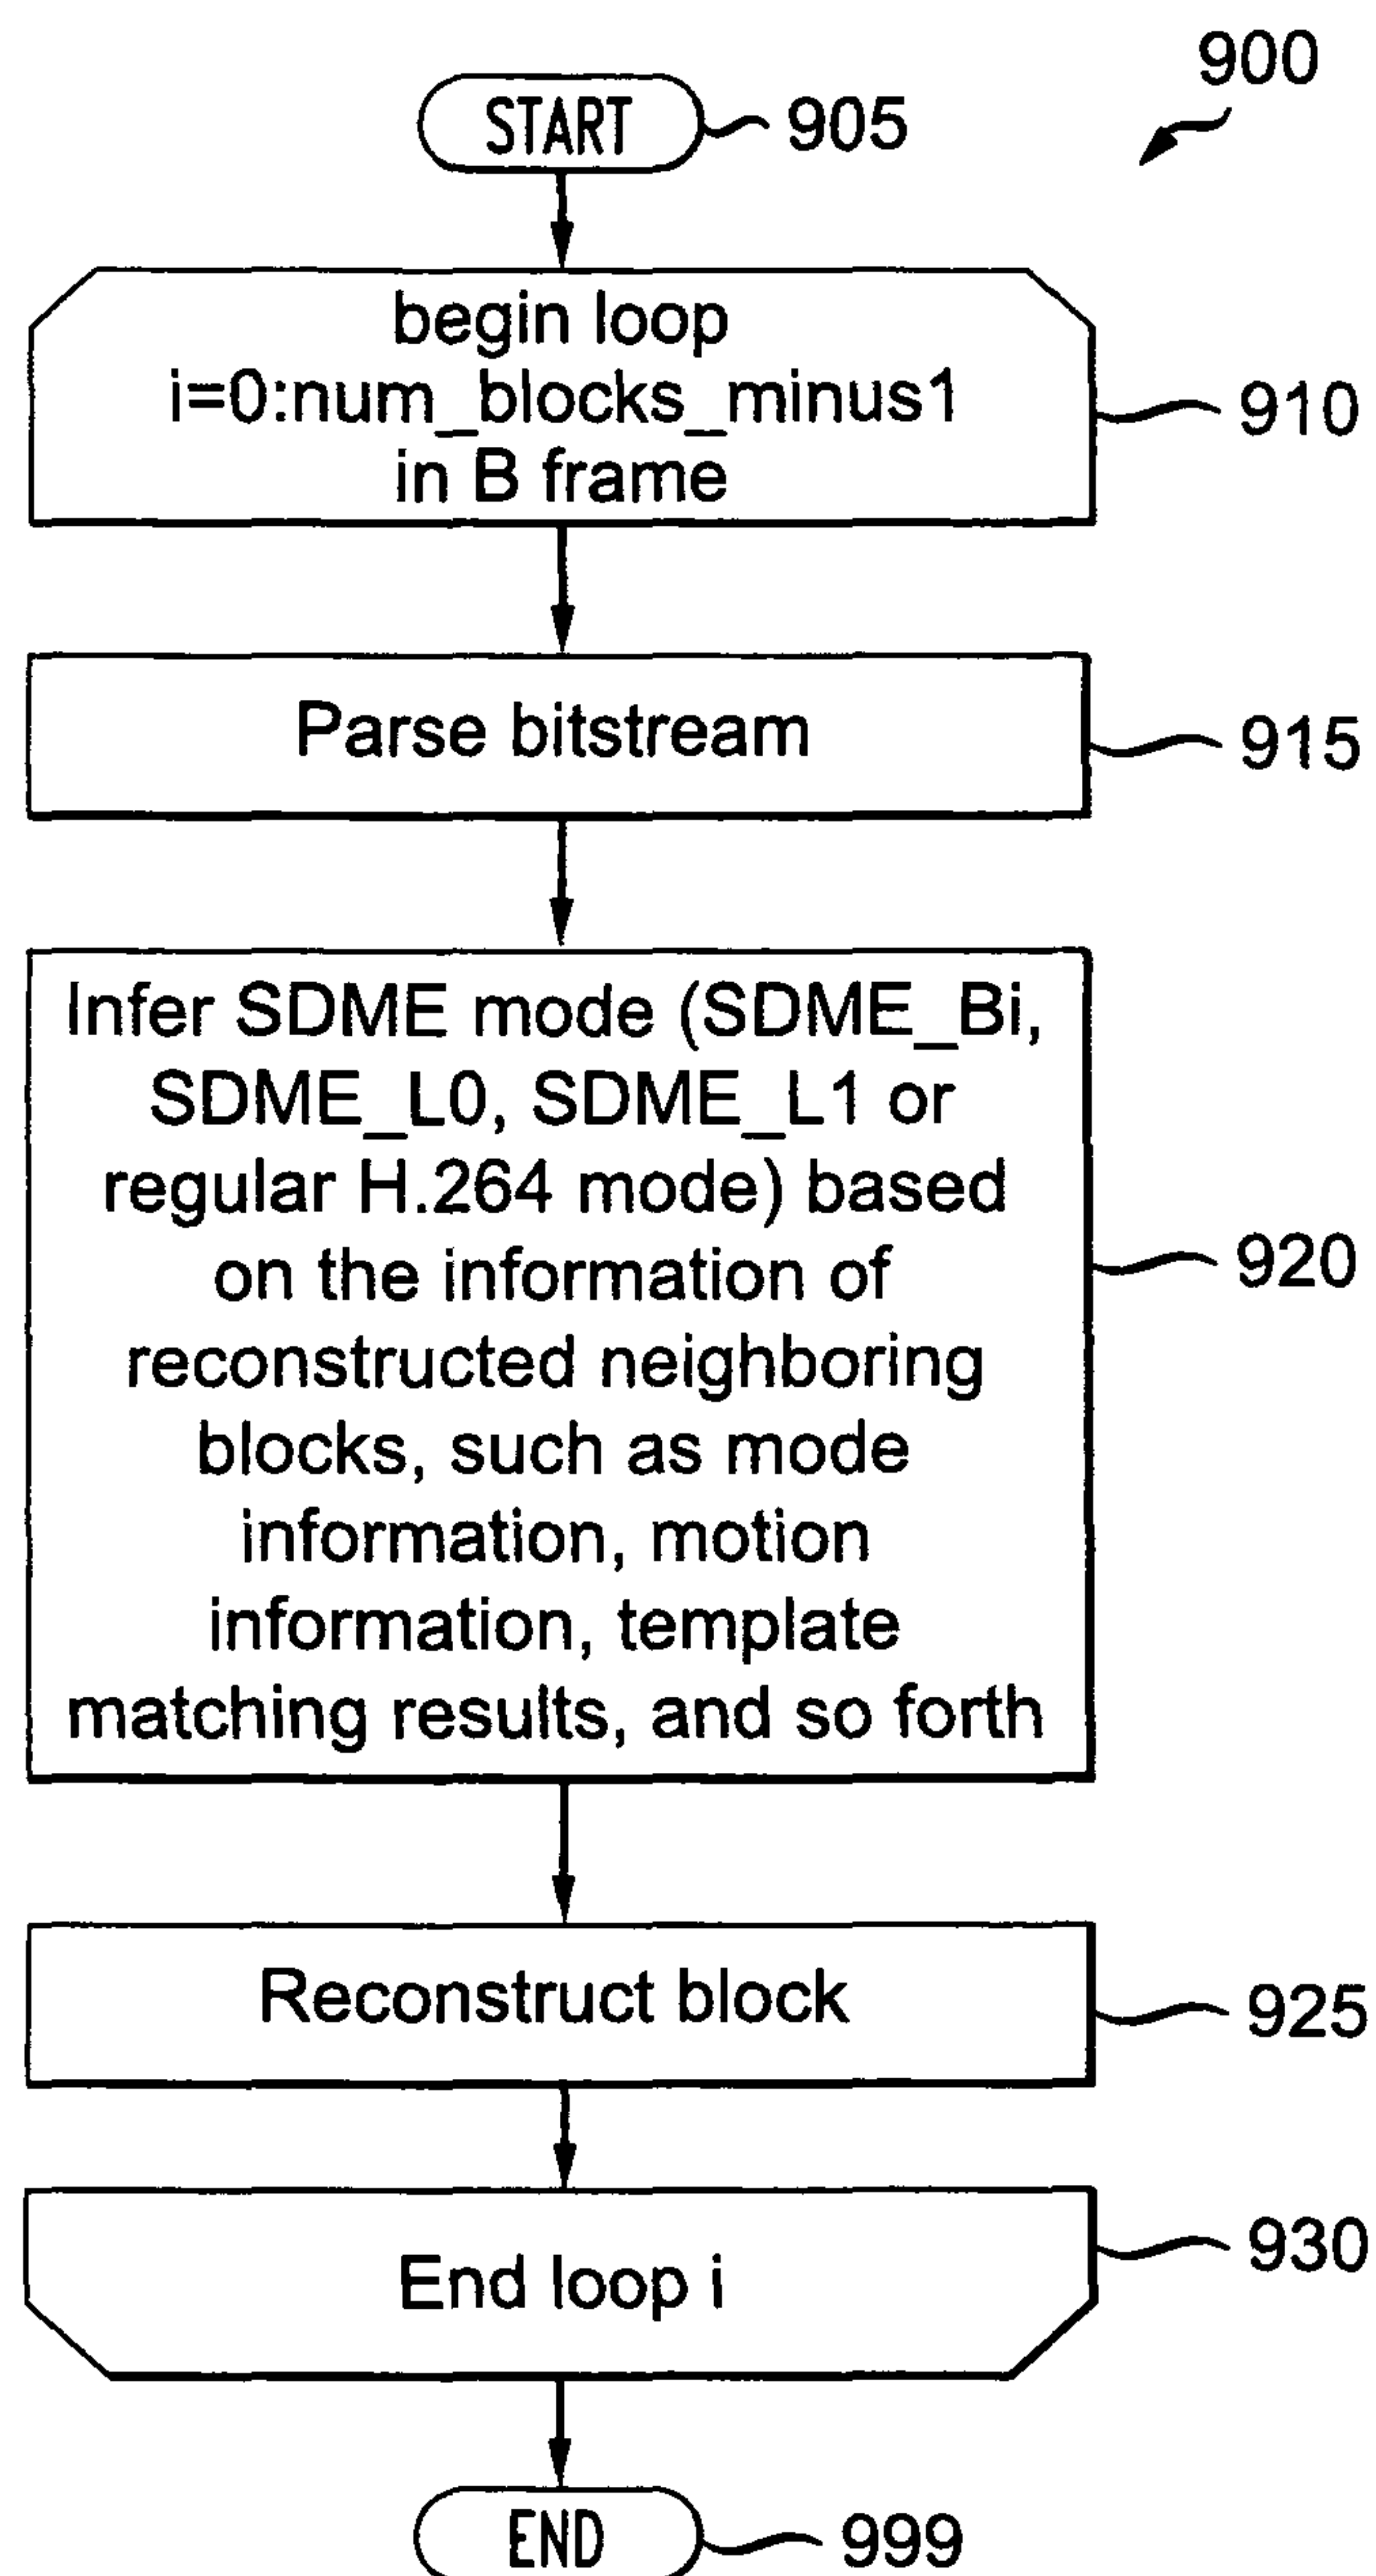 900
START
905
begin loop
i=0:num_blocks_minus1
in B frame
910
Parse bitstream
915
Infer SDME mode (SDME_Bi,
SDME_L0, SDME_L1 or
regular H.264 mode) based
on the information of
reconstructed neighboring
blocks, such as mode
information, motion
information, template
matching results, and so forth
920
Reconstruct block
925
End loop i
930
END
999